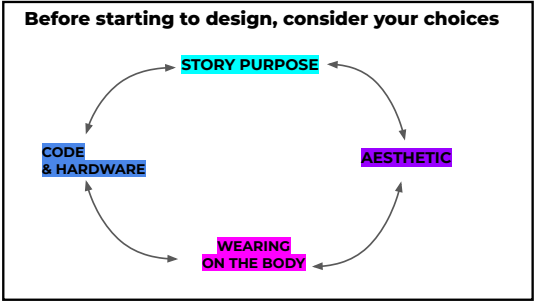 Before starting to design, consider your choices
STORY PURPOSE
CODE
& HARDWARE
AESTHETIC
WEARING
ON THE BODY